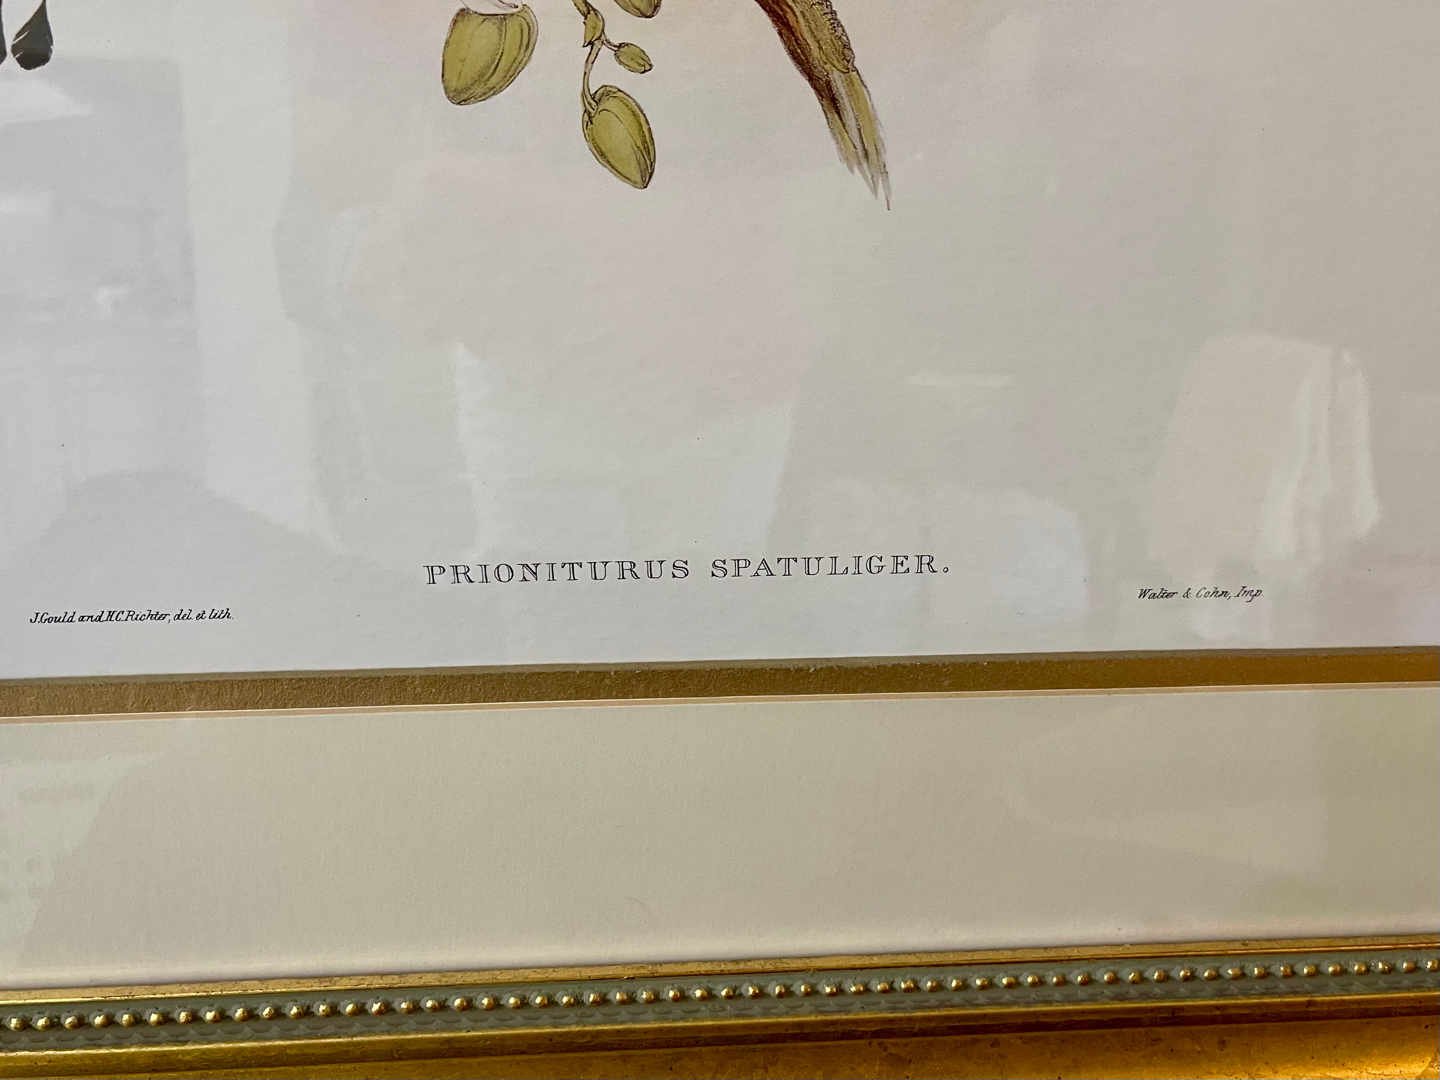 PRIONITURUS SPATULIGER.
J.Gould and H.C.Richter, del. et lith.
Walter & Cohn, Imp.